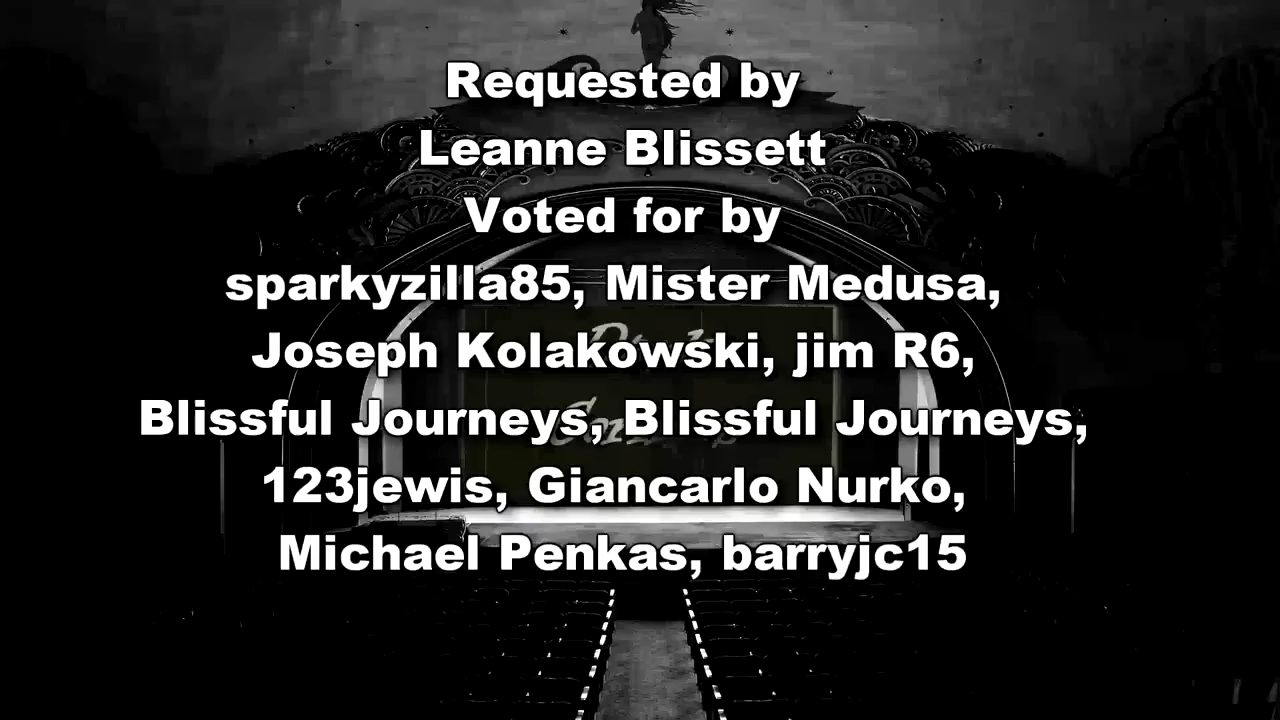 Requested by
Leanne Blissett
Voted for by
sparkyzilla85, Mister Medusa,
Joseph Kolakowski, jim R6,
Blissful Journeys, Blissful Journeys,
123jewis, Giancarlo Nurko,
Michael Penkas, barryjc15